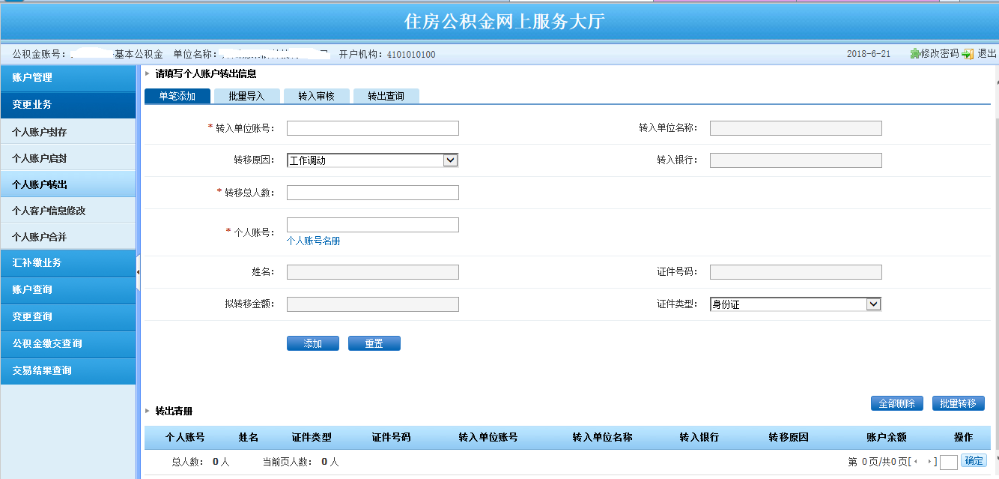 住房公积金网上服务大厅
公积金账号: 基本公积金 单位名称: 开户机构: 4101010100 2018-6-21 修改密码 退出
账户管理
变更业务
个人账户封存
个人账户启封
个人账户转出
个人客户信息修改
个人账户合并
汇补缴业务
账户查询
变更查询
公积金缴交查询
交易结果查询
请填写个人账户转出信息
单笔添加 批量导入 转入审核 转出查询
* 转入单位账号: 转入单位名称:
转移原因: 工作调动 转入银行:
* 转移总人数:
* 个人账号:
个人账号名册
姓名: 证件号码:
拟转移金额: 证件类型: 身份证
添加 重置
全部删除 批量转移
转出清册
个人账号 姓名 证件类型 证件号码 转入单位账号 转入单位名称 转入银行 转移原因 账户余额 操作
总人数: 0 人 当前页人数: 0 人 第 0页/共0页[ ] 确定